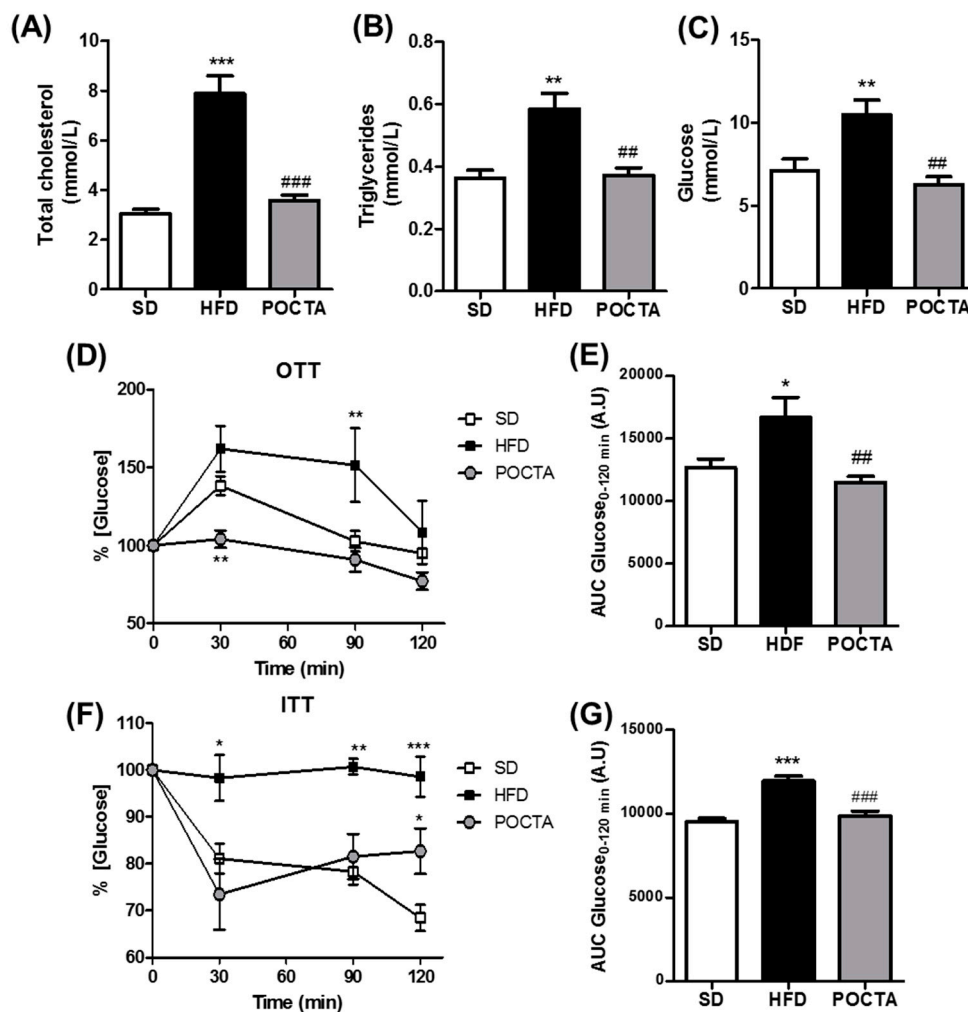 (A)
Total cholesterol
(mmol/L)
10
8
6
4
2
0
***
###
SD HFD POCTA
(B)
Triglycerides
(mmol/L)
0.8
0.6
0.4
0.2
0.0
**
##
SD HFD POCTA
(C)
Glucose
(mmol/L)
15
10
5
0
**
##
SD HFD POCTA
(D)
OTT
% [Glucose]
200
150
100
50
**
**
0 30 60 90 120
Time (min)
SD
HFD
POCTA
(E)
AUC Glucose0-120 min (A.U)
20000
15000
10000
5000
0
*
##
SD HDF POCTA
(F)
ITT
% [Glucose]
110
100
90
80
70
60
*
**
***
*
0 30 60 90 120
Time (min)
SD
HFD
POCTA
(G)
AUC Glucose0-120 min (A.U)
15000
10000
5000
0
***
###
SD HFD POCTA